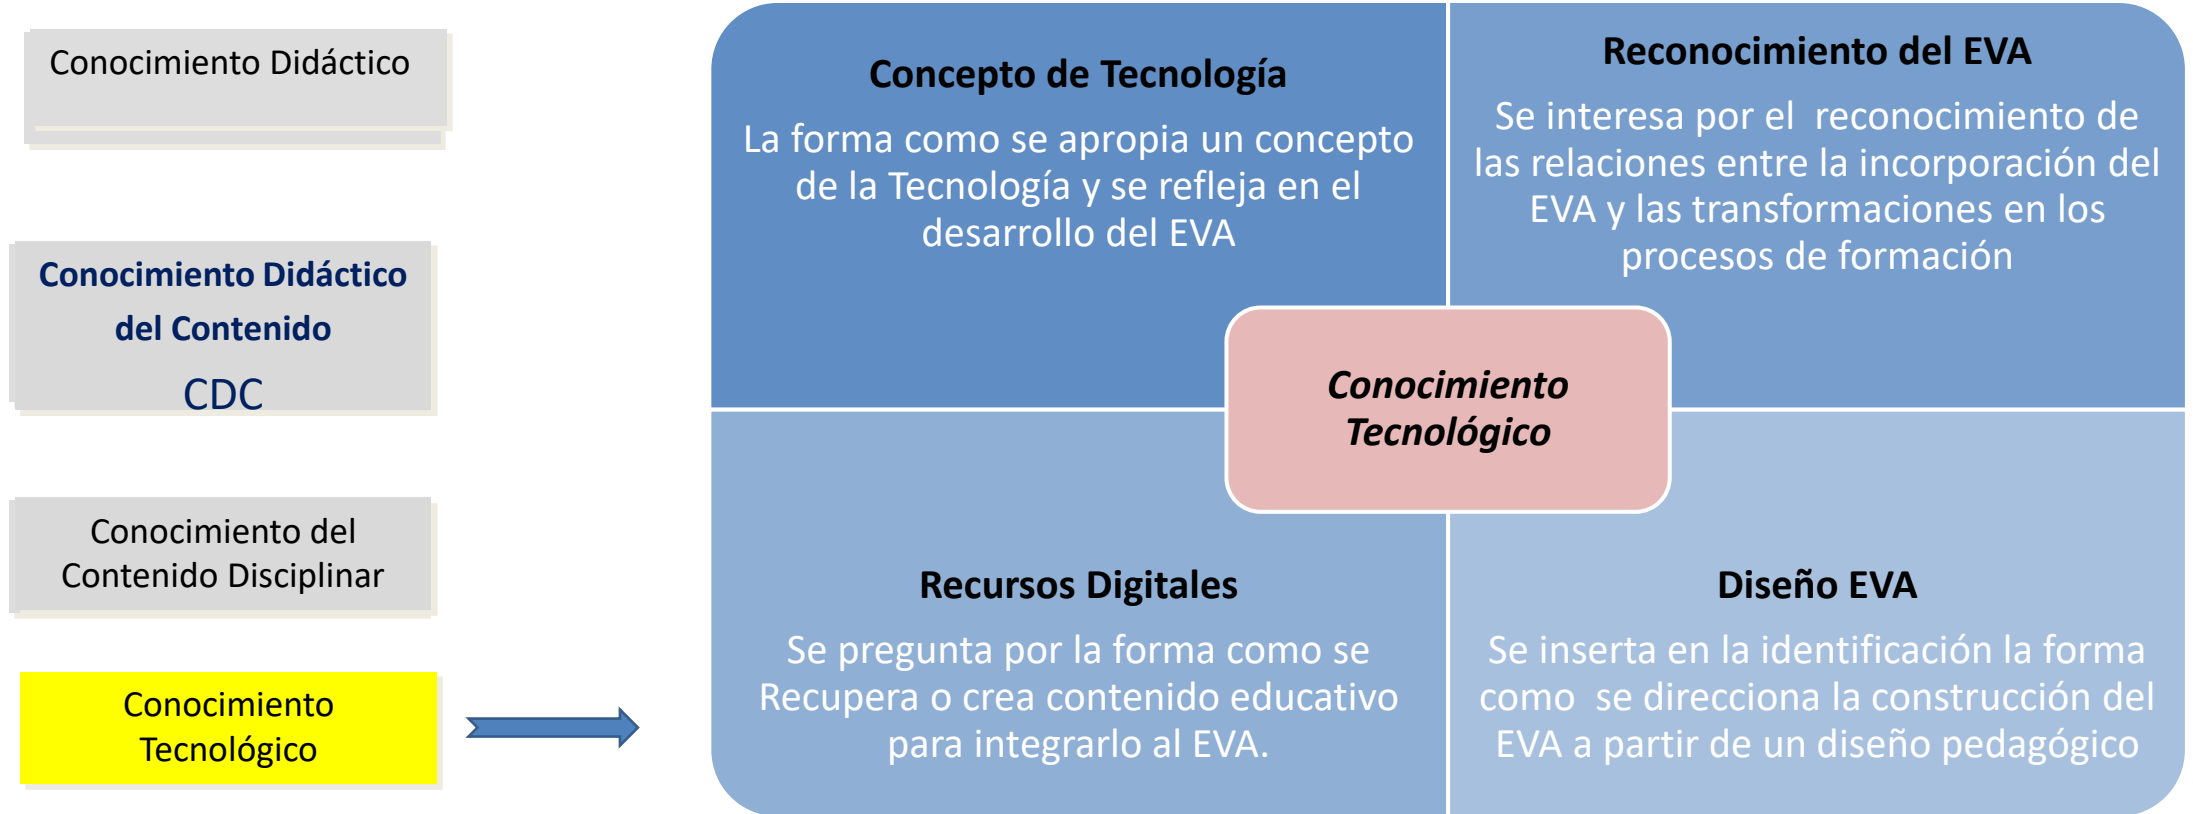 Conocimiento Didáctico
Conocimiento Didáctico
del Contenido
CDC
Conocimiento del
Contenido Disciplinar
Conocimiento
Tecnológico
Concepto de Tecnología
La forma como se apropia un concepto
de la Tecnología y se refleja en el
desarrollo del EVA
Reconocimiento del EVA
Se interesa por el reconocimiento de
las relaciones entre la incorporación del
EVA y las transformaciones en los
procesos de formación
Conocimiento
Tecnológico
Recursos Digitales
Se pregunta por la forma como se
Recupera o crea contenido educativo
para integrarlo al EVA.
Diseño EVA
Se inserta en la identificación la forma
como se direcciona la construcción del
EVA a partir de un diseño pedagógico